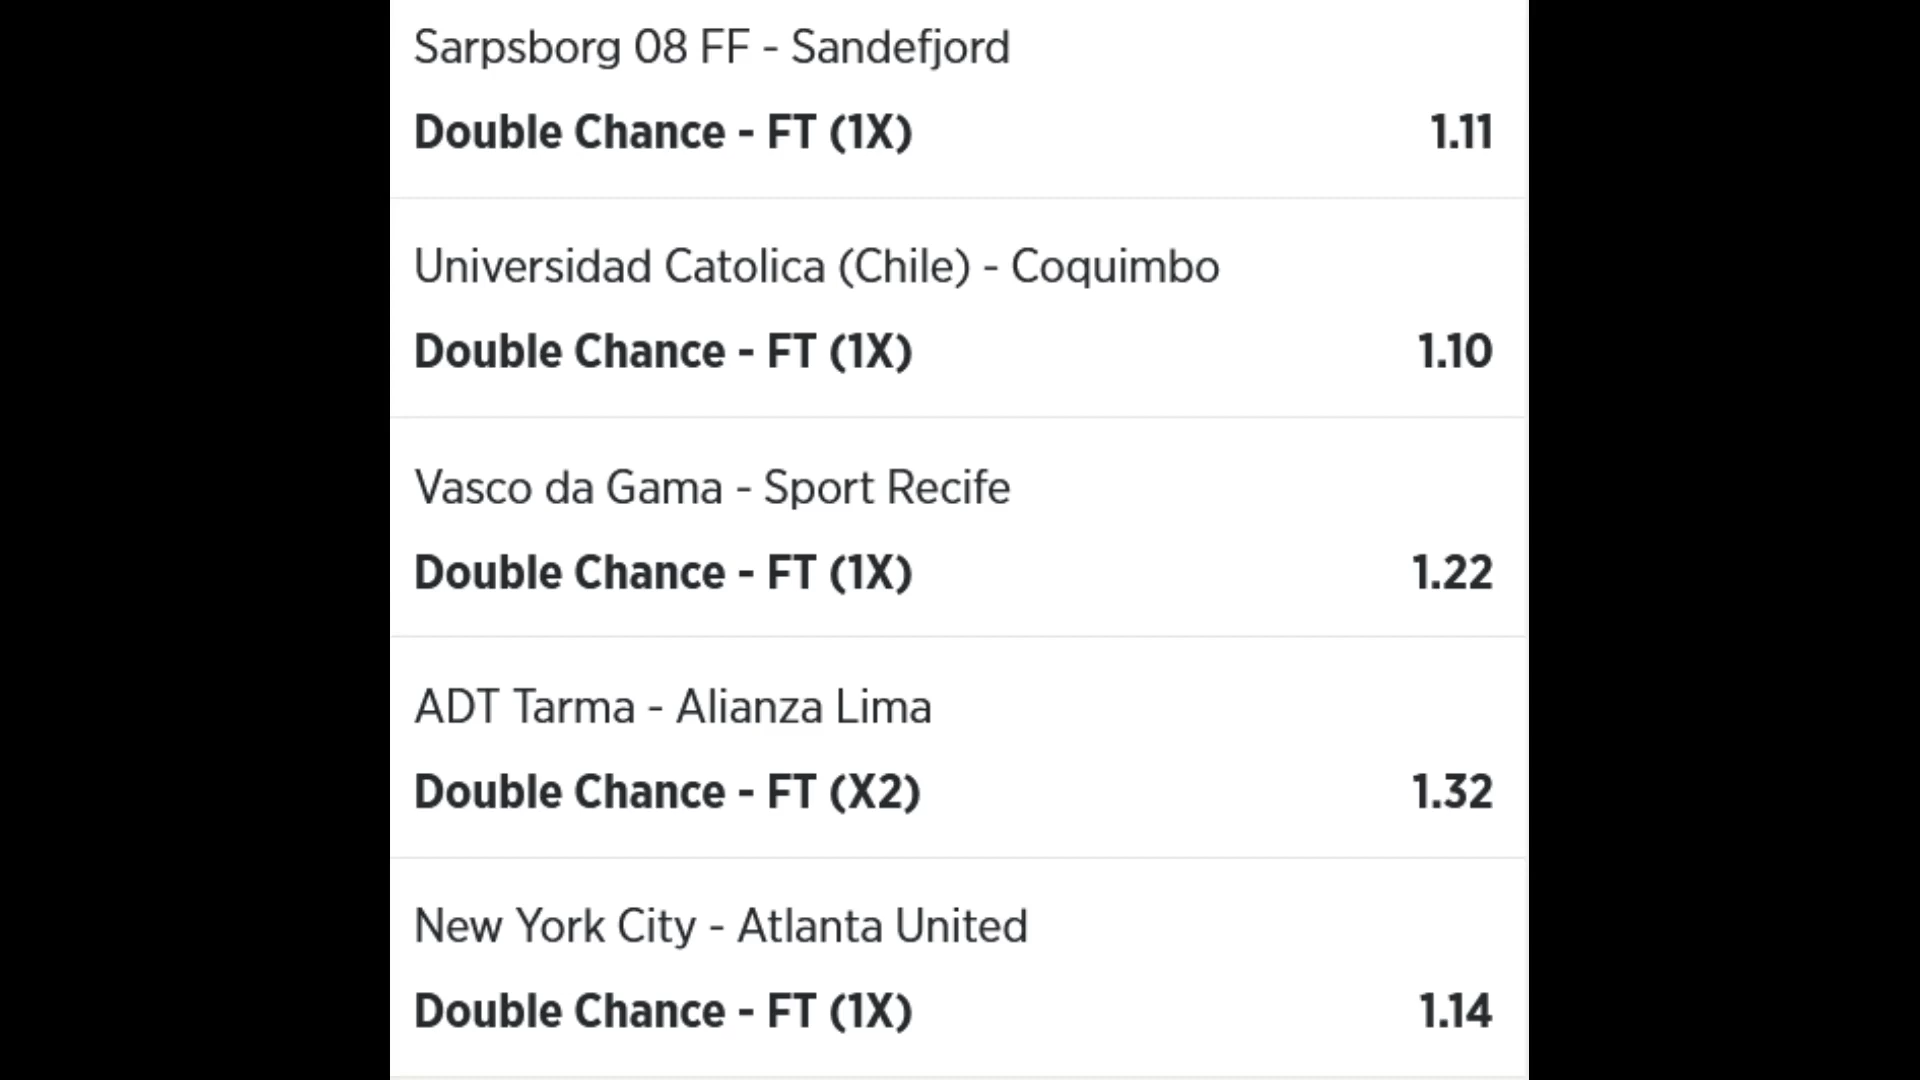 Sarpsborg 08 FF - Sandefjord
Double Chance - FT (1X) 1.11
Universidad Catolica (Chile) - Coquimbo
Double Chance - FT (1X) 1.10
Vasco da Gama - Sport Recife
Double Chance - FT (1X) 1.22
ADT Tarma - Alianza Lima
Double Chance - FT (X2) 1.32
New York City - Atlanta United
Double Chance - FT (1X) 1.14